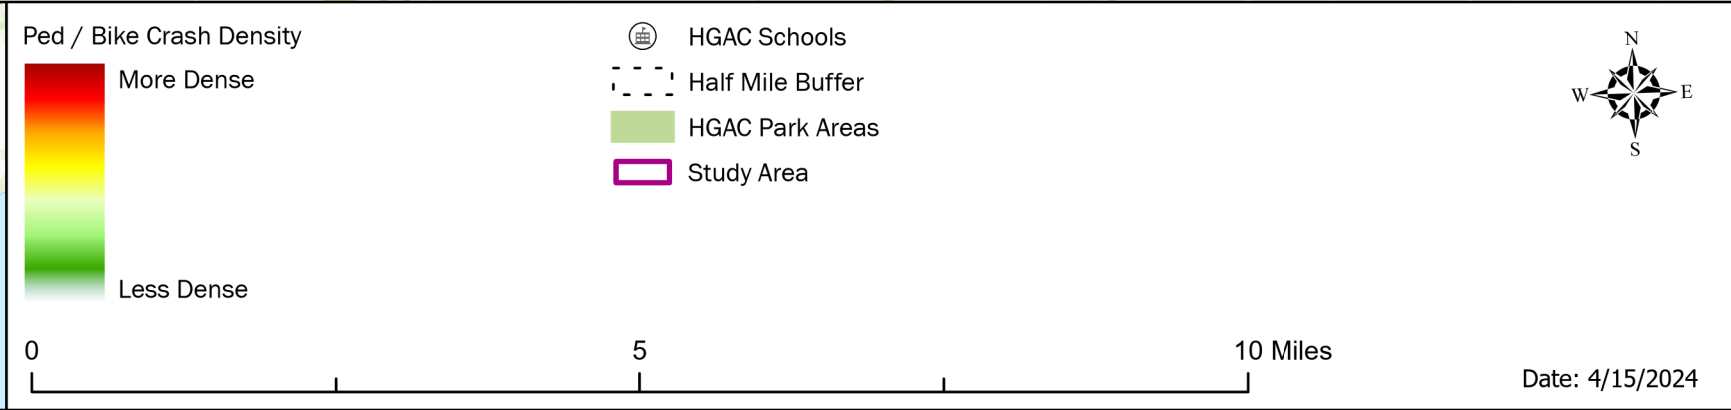 Ped / Bike Crash Density
More Dense
Less Dense
HGAC Schools
Half Mile Buffer
HGAC Park Areas
Study Area
N
W E
S
0 5 10 Miles
Date: 4/15/2024